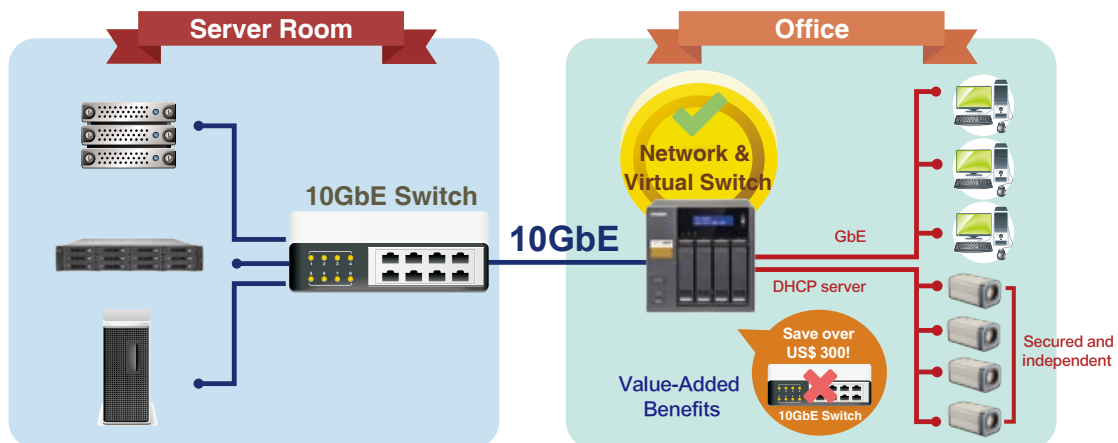 Server Room
Office
Network &
Virtual Switch
10GbE Switch
10GbE
GbE
DHCP server
Save over
US$ 300!
10GbE Switch
Value-Added
Benefits
Secured and
independent